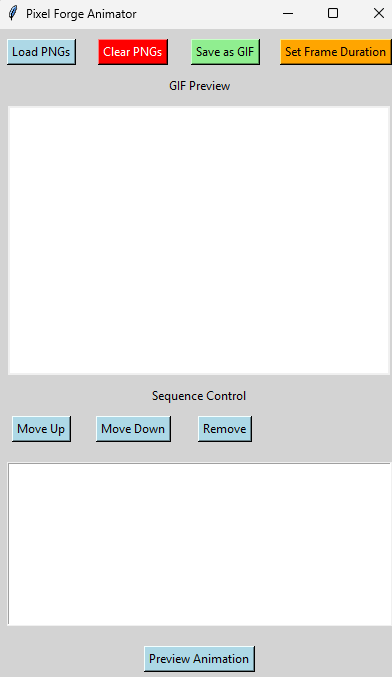 Pixel Forge Animator
Load PNGs Clear PNGs Save as GIF Set Frame Duration
GIF Preview
Sequence Control
Move Up Move Down Remove
Preview Animation